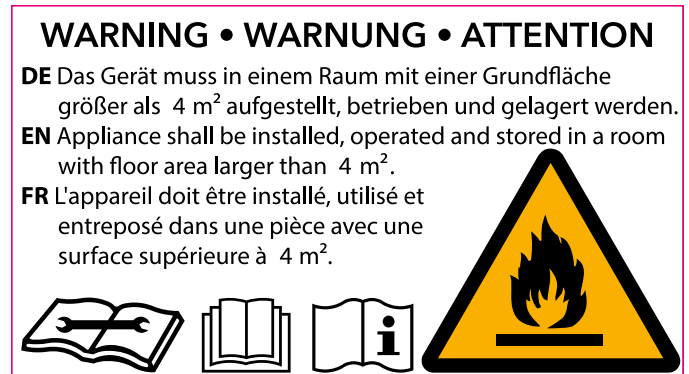 WARNING • WARNUNG • ATTENTION
DE Das Gerät muss in einem Raum mit einer Grundfläche
größer als 4 m² aufgestellt, betrieben und gelagert werden.
EN Appliance shall be installed, operated and stored in a room
with floor area larger than 4 m².
FR L'appareil doit être installé, utilisé et
entreposé dans une pièce avec une
surface supérieure à 4 m².
i